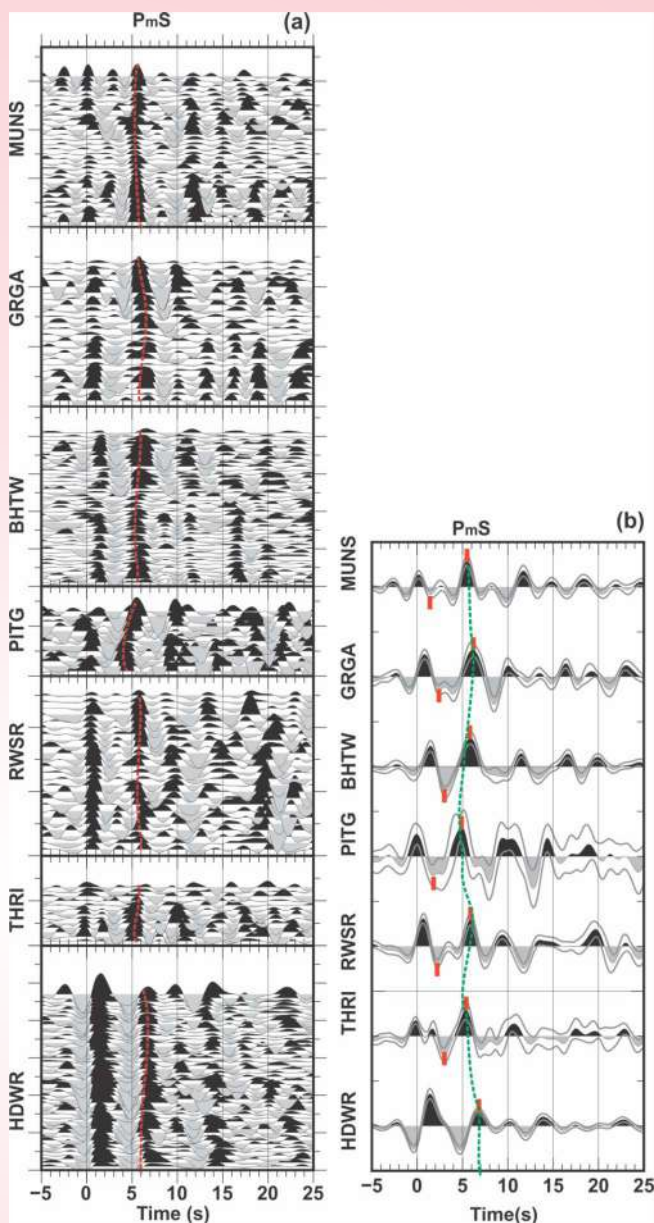 PmS (a)
MUNS
GRGA
BHTW
PITG
RWSR
THRI
HDWR
−5 0 5 10 15 20 25
Time (s)
PmS (b)
MUNS
GRGA
BHTW
PITG
RWSR
THRI
HDWR
−5 0 5 10 15 20 25
Time(s)